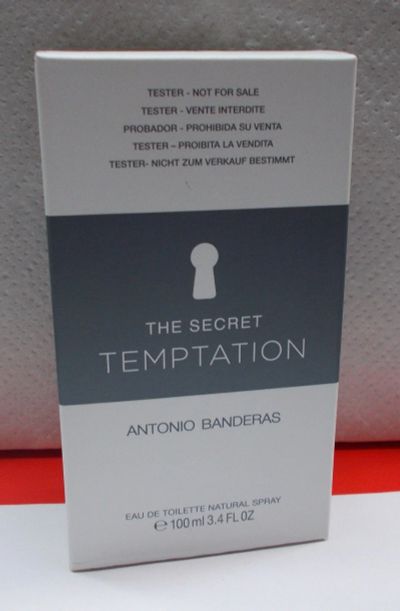 TESTER - NOT FOR SALE
TESTER - VENTE INTERDITE
PROBADOR - PROHIBIDA SU VENTA
TESTER – PROIBITA LA VENDITA
TESTER- NICHT ZUM VERKAUF BESTIMMT
THE SECRET
TEMPTATION
ANTONIO BANDERAS
EAU DE TOILETTE NATURAL SPRAY
℮ 100 ml 3.4 FL OZ